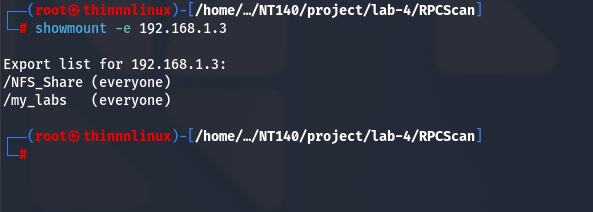 ┌──(root㉿thinnnlinux)-[/home/…/NT140/project/lab-4/RPCScan]
└─# showmount -e 192.168.1.3
Export list for 192.168.1.3:
/NFS_Share (everyone)
/my_labs   (everyone)
┌──(root㉿thinnnlinux)-[/home/…/NT140/project/lab-4/RPCScan]
└─#